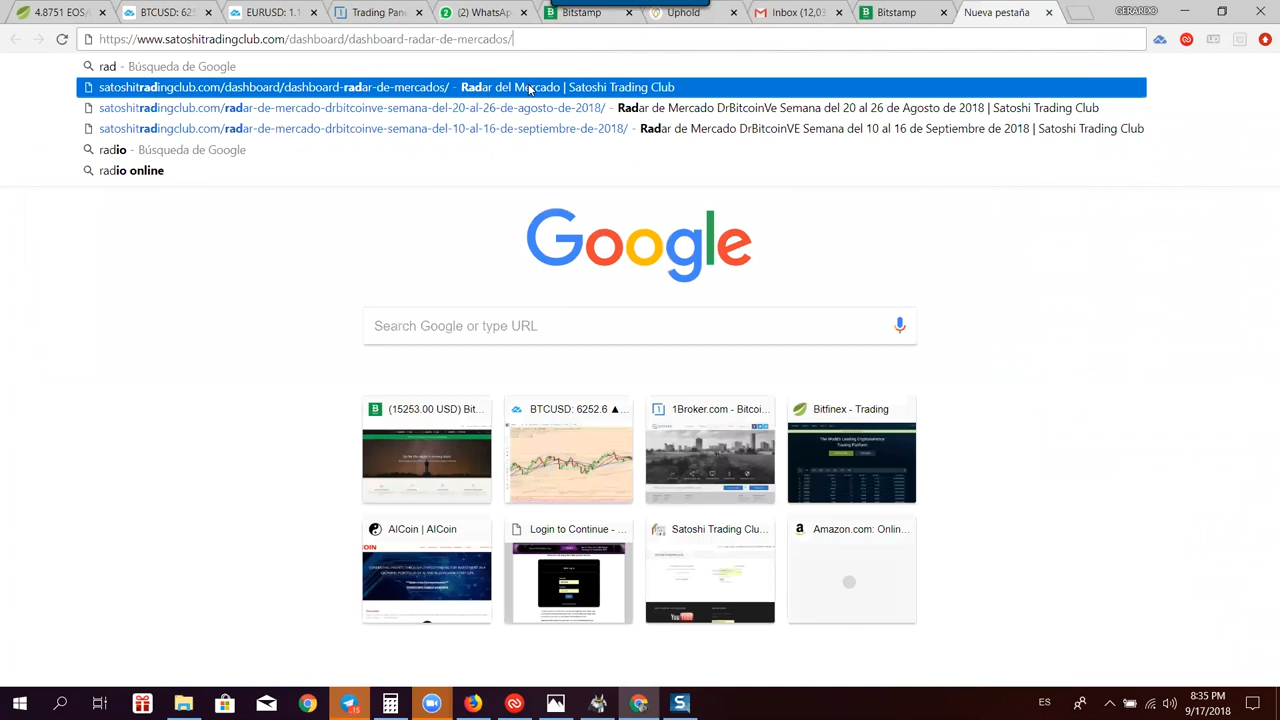 4.8751 EOS
BTCUSD: 62
EURUSD: 1.1
Trading Pan
(2) WhatsAp
Bitstamp
Uphold
Inbox (12,0
Bitstamp
Nueva pestaña
GERARDO
https://www.satoshitradingclub.com/dashboard/dashboard-radar-de-mercados/
rad - Búsqueda de Google
satoshitradingclub.com/dashboard/dashboard-radar-de-mercados/ - Radar del Mercado | Satoshi Trading Club
satoshitradingclub.com/radar-de-mercado-drbitcoinve-semana-del-20-al-26-de-agosto-de-2018/ - Radar de Mercado DrBitcoinVe Semana del 20 al 26 de Agosto de 2018 | Satoshi Trading Club
satoshitradingclub.com/radar-de-mercado-drbitcoinve-semana-del-10-al-16-de-septiembre-de-2018/ - Radar de Mercado DrBitcoinVE Semana del 10 al 16 de Septiembre de 2018 | Satoshi Trading Club
radio - Búsqueda de Google
radio online
Google
Search Google or type URL
(15253.00 USD) Bit...
BTCUSD: 6252.6 ▲...
1Broker.com - Bitcoi...
Bitfinex - Trading
AICoin | AICoin
Login to Continue - ...
Satoshi Trading Clu...
Amazon.com: Onlin...
COIN
You Tube
15
ES
8:35 PM
9/17/2018